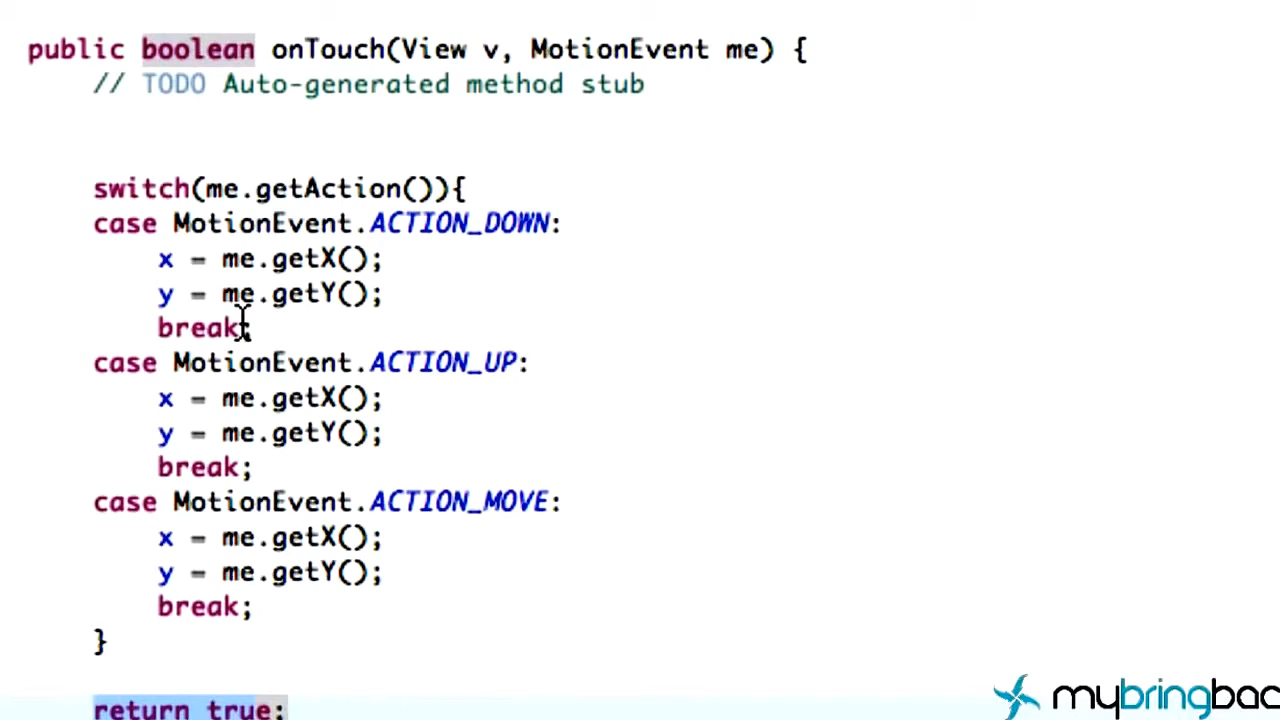 public boolean onTouch(View v, MotionEvent me) {
// TODO Auto-generated method stub
switch(me.getAction()){
case MotionEvent.ACTION_DOWN:
x = me.getX();
y = me.getY();
break;
case MotionEvent.ACTION_UP:
x = me.getX();
y = me.getY();
break;
case MotionEvent.ACTION_MOVE:
x = me.getX();
y = me.getY();
break;
}
return true;
mybringbac